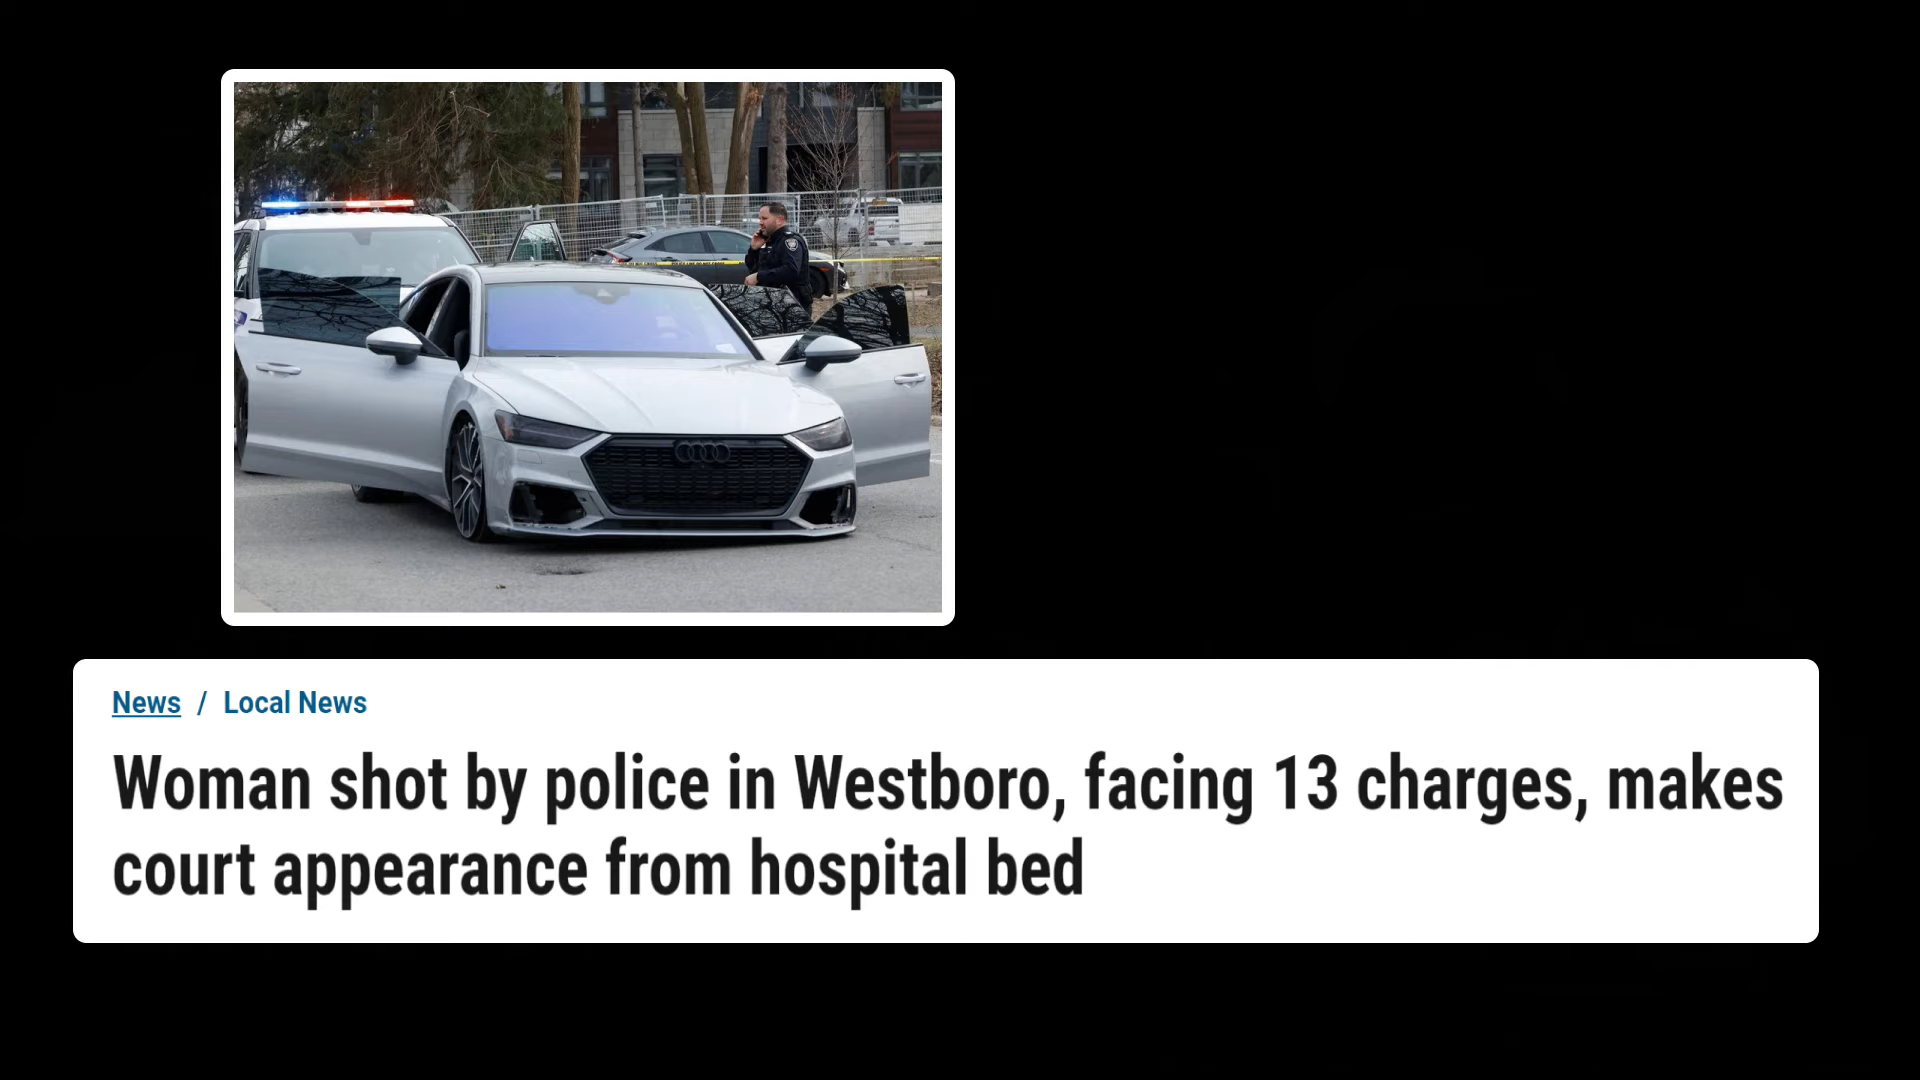 News / Local News
Woman shot by police in Westboro, facing 13 charges, makes
court appearance from hospital bed